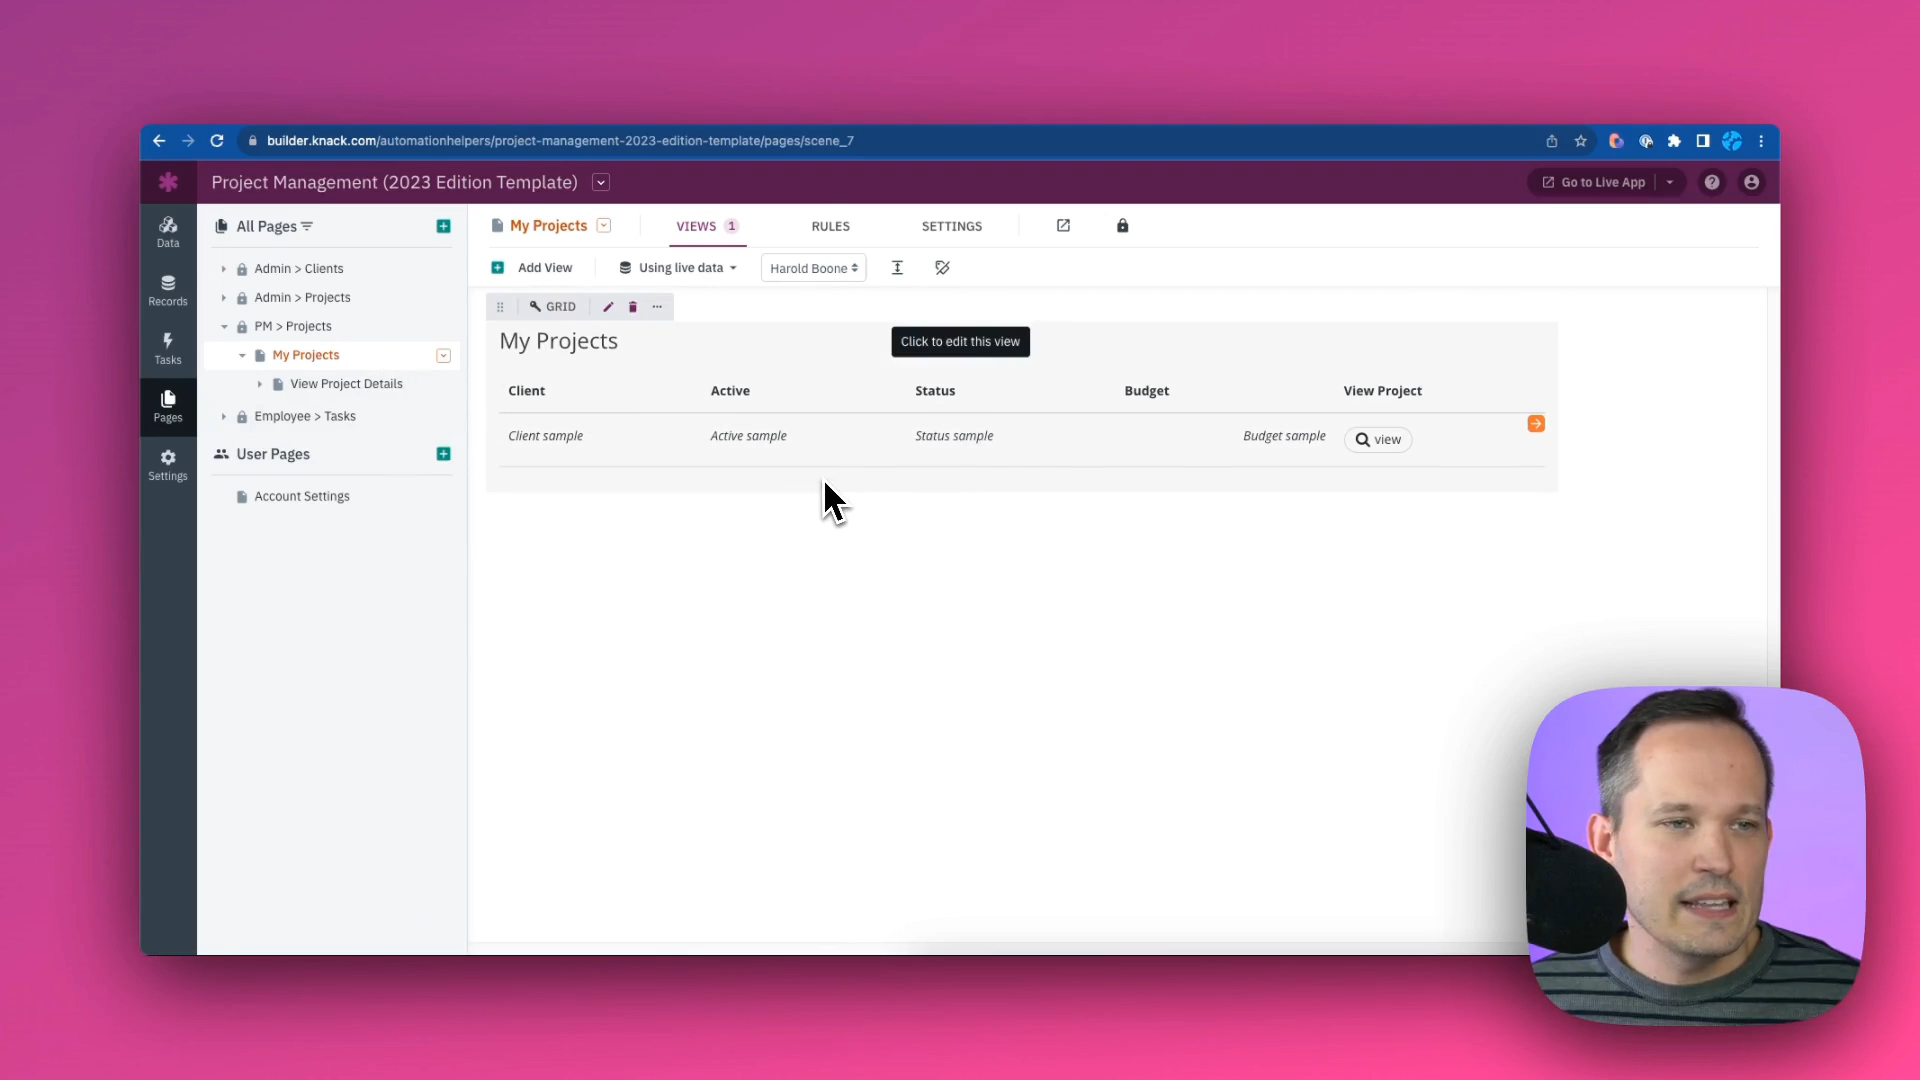 builder.knack.com/automationhelpers/project-management-2023-edition-template/pages/scene_7
Project Management (2023 Edition Template)
Go to Live App
Data
Records
Tasks
Pages
Settings
All Pages
Admin > Clients
Admin > Projects
PM > Projects
My Projects
View Project Details
Employee > Tasks
User Pages
Account Settings
My Projects
VIEWS 1
RULES
SETTINGS
Add View
Using live data
Harold Boone
GRID
My Projects
Click to edit this view
Client Active Status Budget View Project
Client sample Active sample Status sample Budget sample view